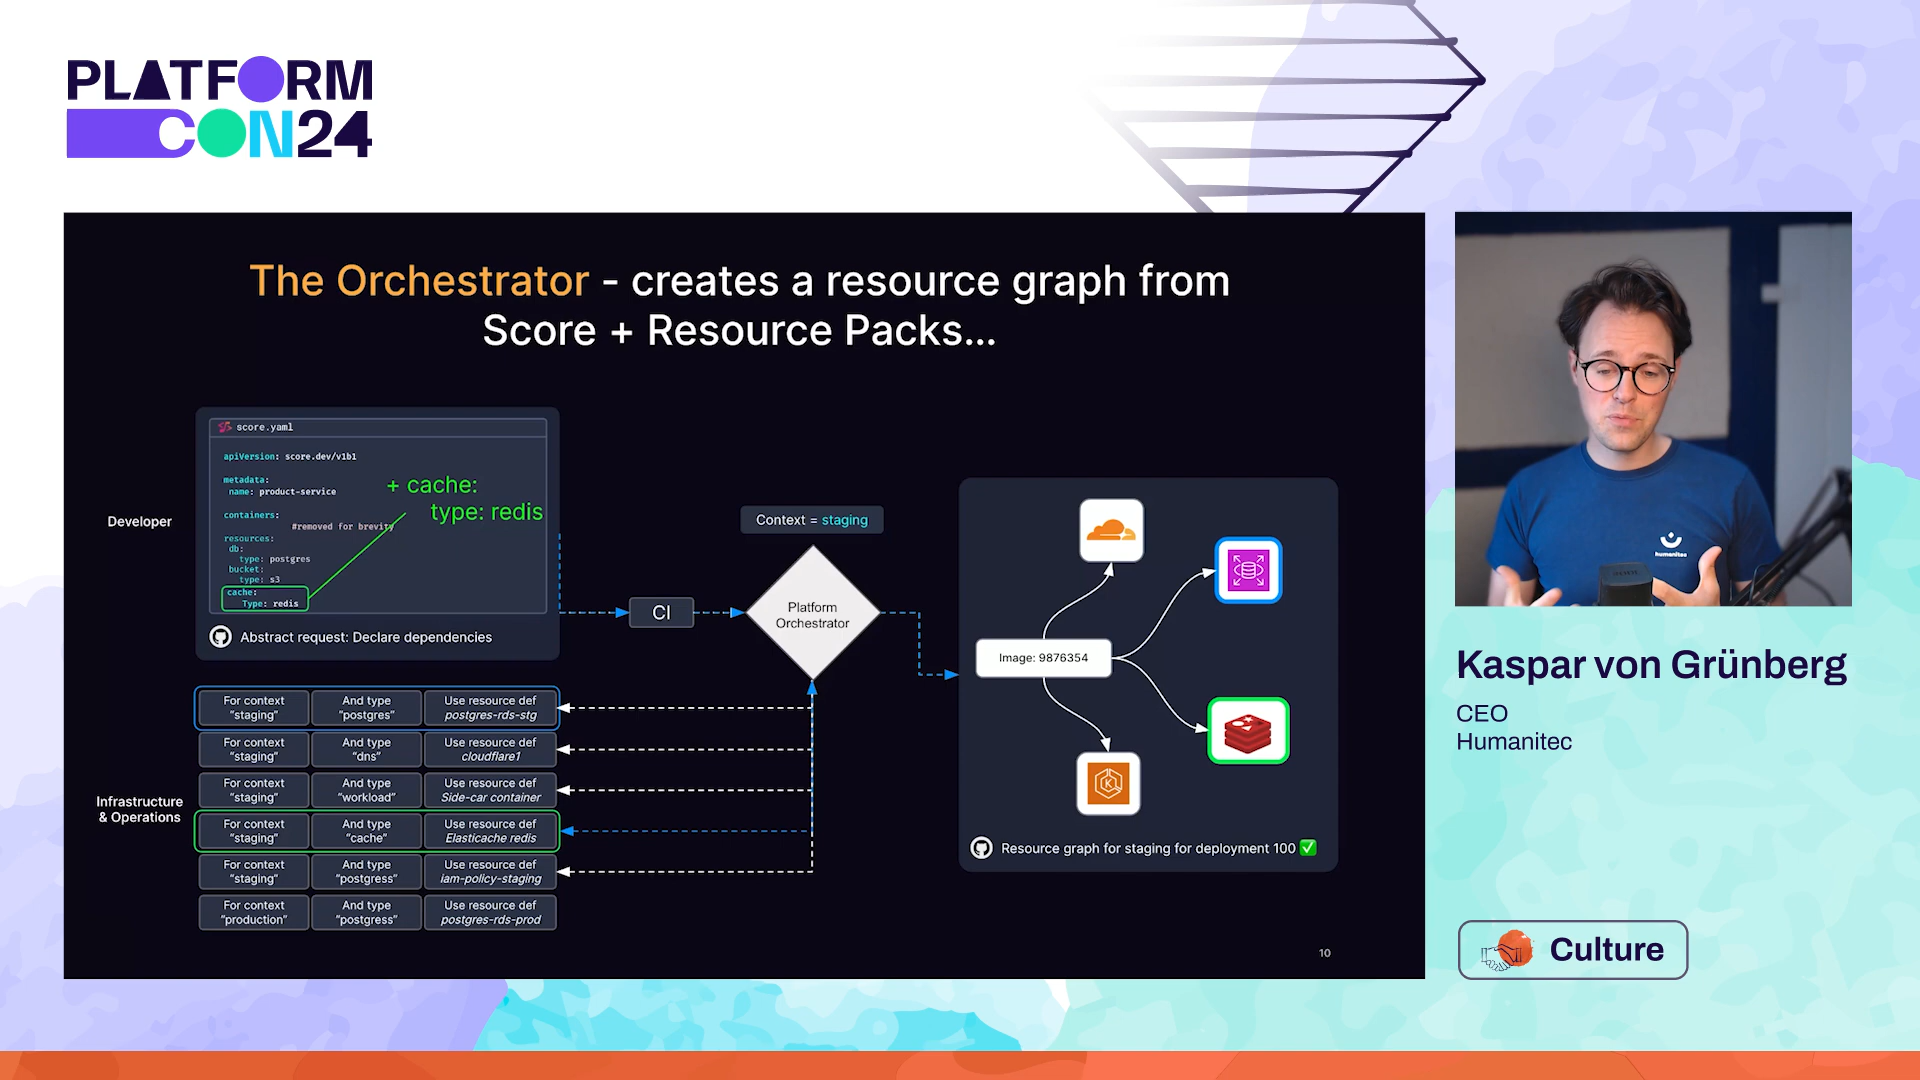 PLATFORM
CON24
The Orchestrator - creates a resource graph from
Score + Resource Packs...
score.yaml
apiVersion: score.dev/v1b1
metadata:
name: product-service
containers:
#removed for brevity
resources:
db:
type: postgres
bucket:
type: s3
cache:
Type: redis
+ cache:
type: redis
Developer
Abstract request: Declare dependencies
CI
Context = staging
Platform
Orchestrator
Image: 9876354
Resource graph for staging for deployment 100
Infrastructure
& Operations
For context
"staging"
And type
"postgres"
Use resource def
postgres-rds-stg
For context
"staging"
And type
"dns"
Use resource def
cloudflare1
For context
"staging"
And type
"workload"
Use resource def
Side-car container
For context
"staging"
And type
"cache"
Use resource def
Elasticache redis
For context
"staging"
And type
"postgress"
Use resource def
iam-policy-staging
For context
"production"
And type
"postgress"
Use resource def
postgres-rds-prod
10
humanitec
Kaspar von Grünberg
CEO
Humanitec
Culture